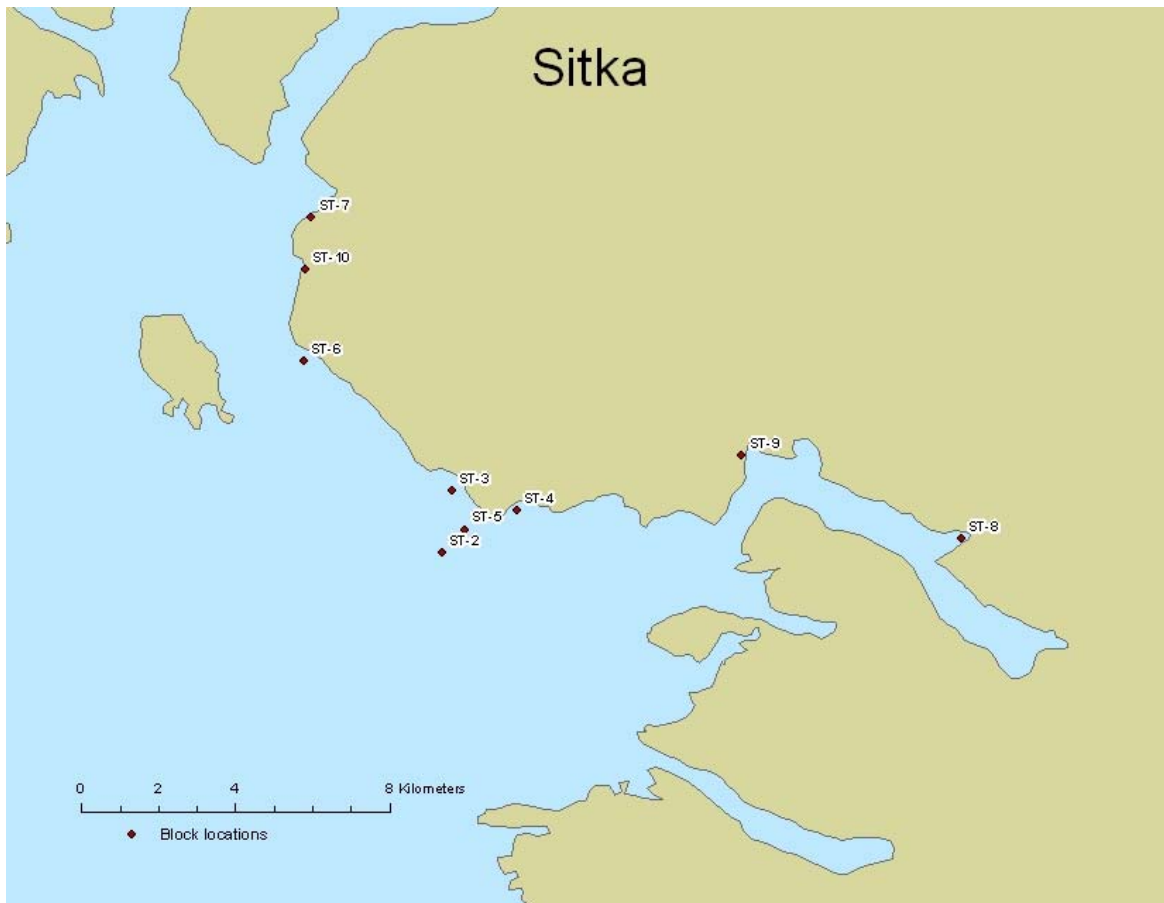 Sitka
ST-7
ST-10
ST-6
ST-9
ST-3
ST-4
ST-5
ST-8
ST-2
0 2 4 8 Kilometers
Block locations